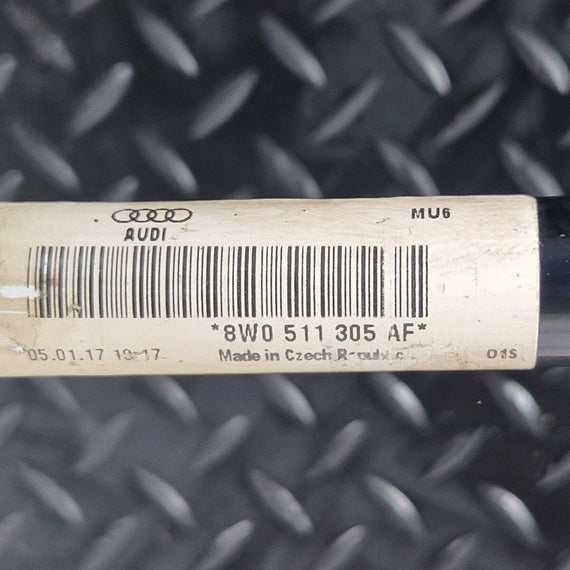 MU6
AUDI
*8W0 511 305 AF*
05.01.17
Made in Czech Republic
01S